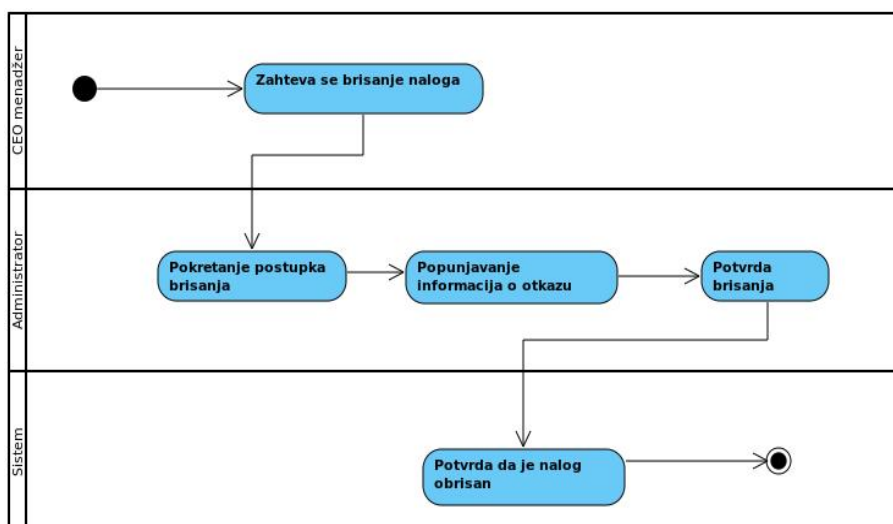 CEO menadžer
Zahteva se brisanje naloga
Administrator
Pokretanje postupka
brisanja
Popunjavanje
informacija o otkazu
Potvrda
brisanja
Sistem
Potvrda da je nalog
obrisan